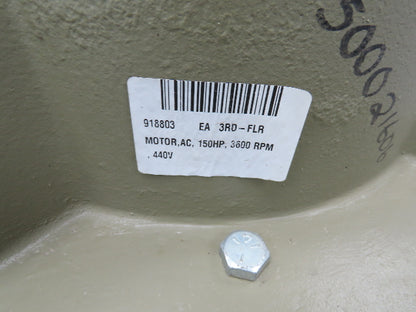 918803 EA 3RD-FLR
MOTOR,AC, 150HP, 3600 RPM
, 440V